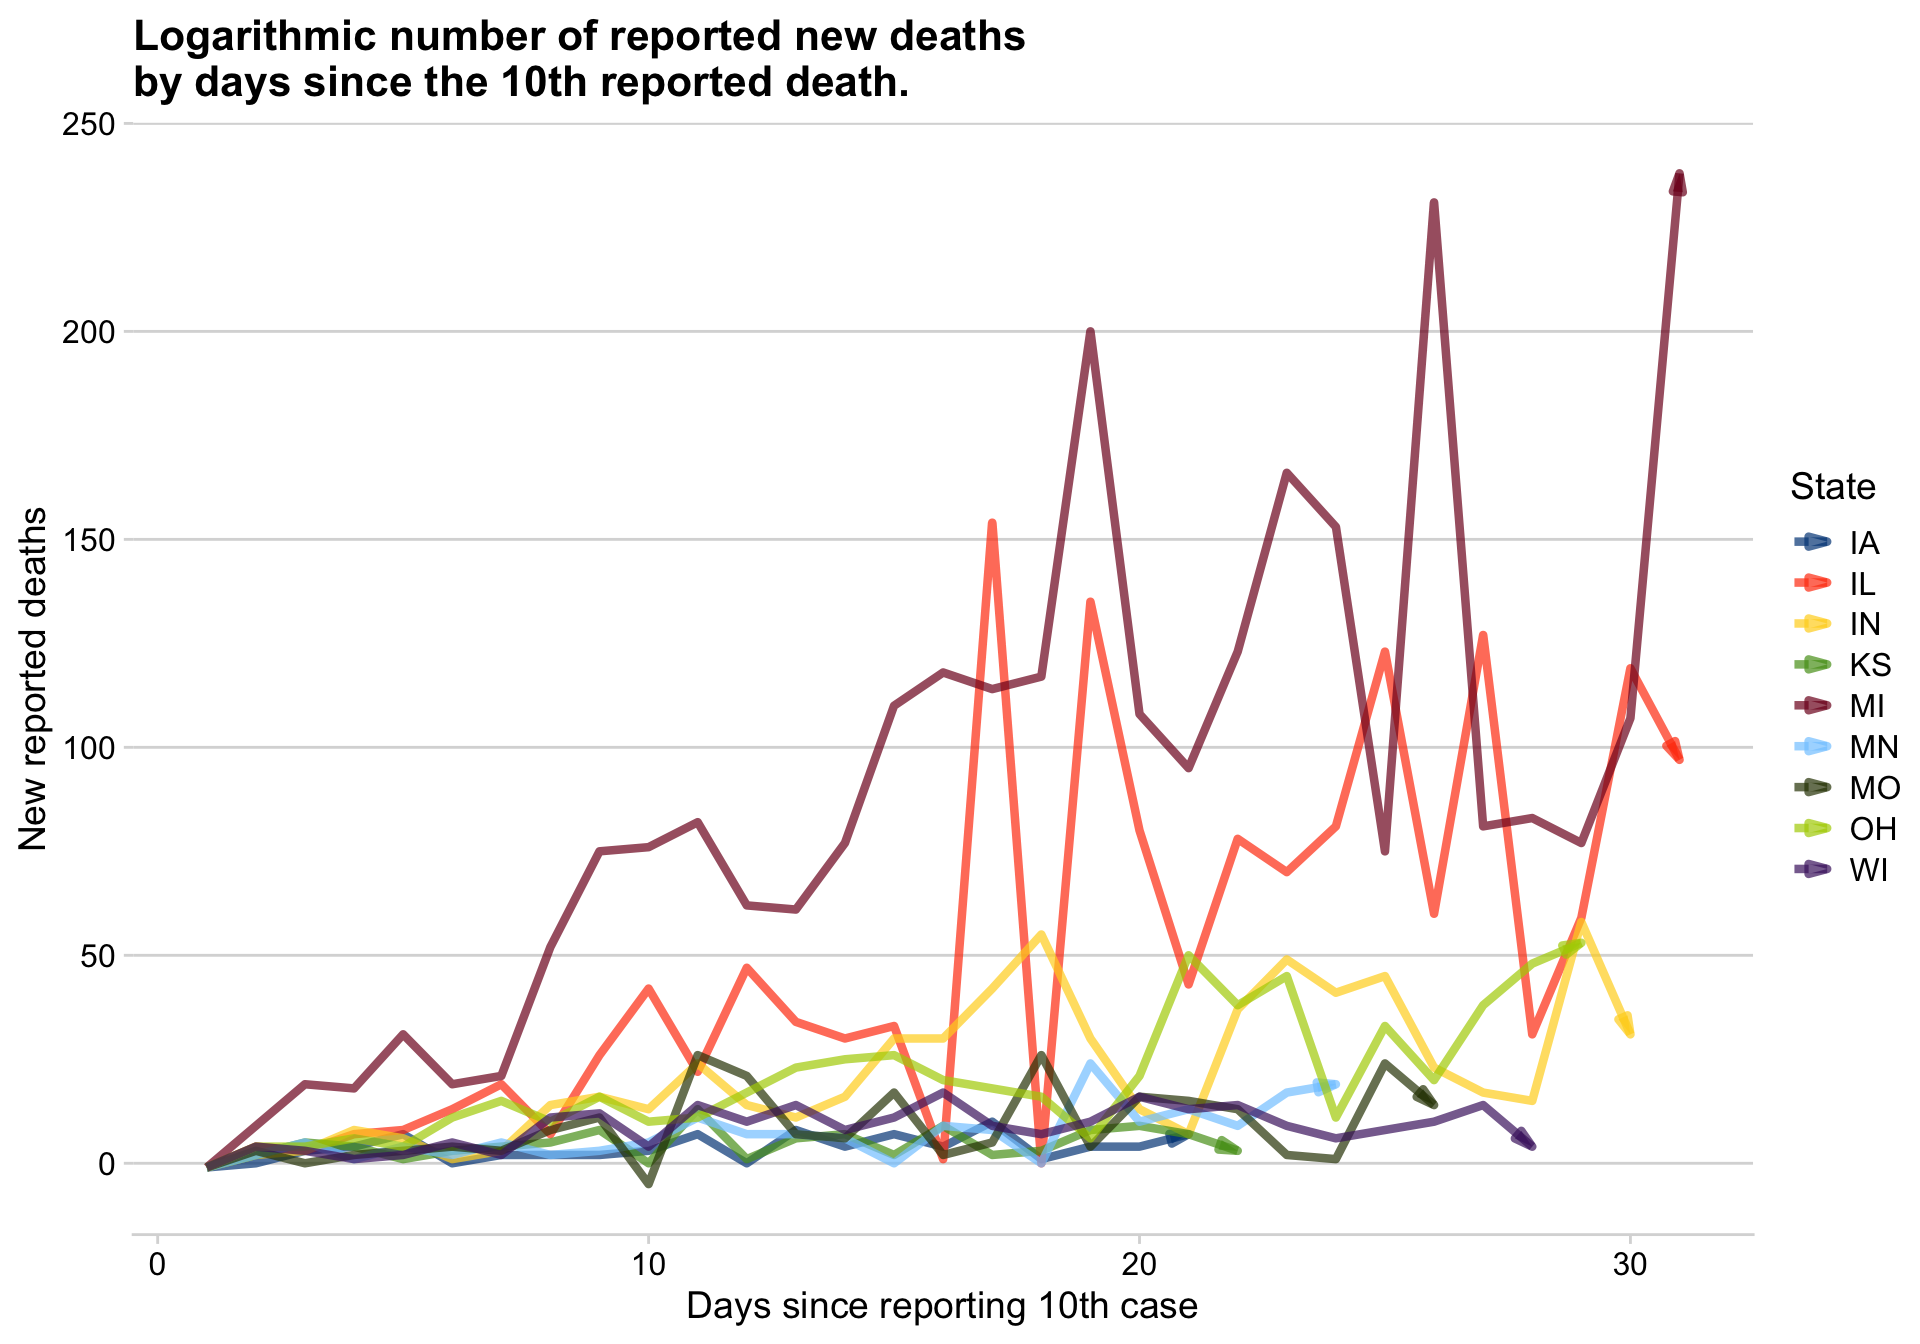 Logarithmic number of reported new deaths
by days since the 10th reported death.
250
200
150
100
50
0
New reported deaths
0 10 20 30
Days since reporting 10th case
State
IA
IL
IN
KS
MI
MN
MO
OH
WI